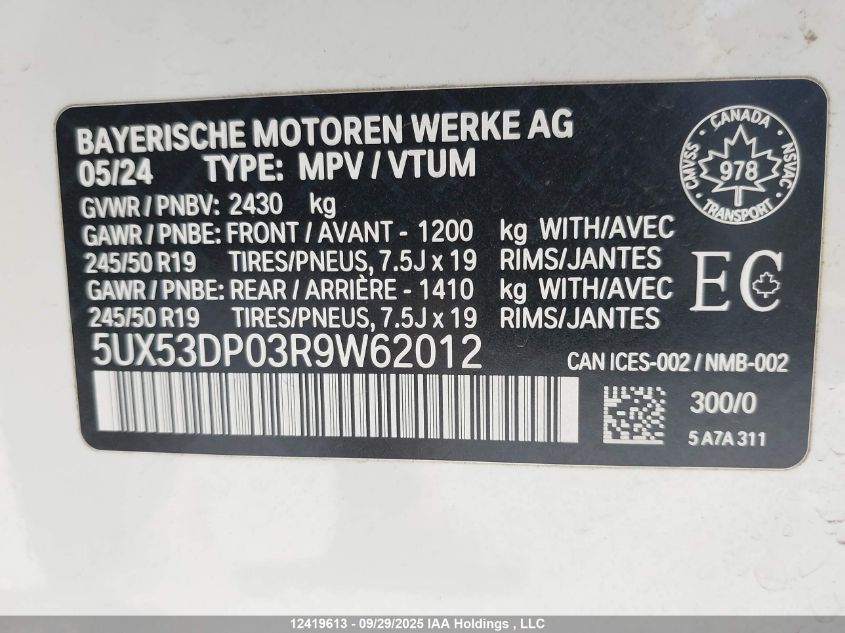 BAYERISCHE MOTOREN WERKE AG
05/24 TYPE: MPV / VTUM
GVWR / PNBV: 2430 kg
GAWR / PNBE: FRONT / AVANT - 1200 kg WITH/AVEC
245/50 R19 TIRES/PNEUS, 7.5J x 19 RIMS/JANTES
GAWR / PNBE: REAR / ARRIÈRE - 1410 kg WITH/AVEC
245/50 R19 TIRES/PNEUS, 7.5J x 19 RIMS/JANTES
5UX53DP03R9W62012
CANADA
CMVSS
978
NSVAC
TRANSPORT
EC
CAN ICES-002 / NMB-002
300/0
5 A7A 311
12419613 - 09/29/2025 IAA Holdings , LLC